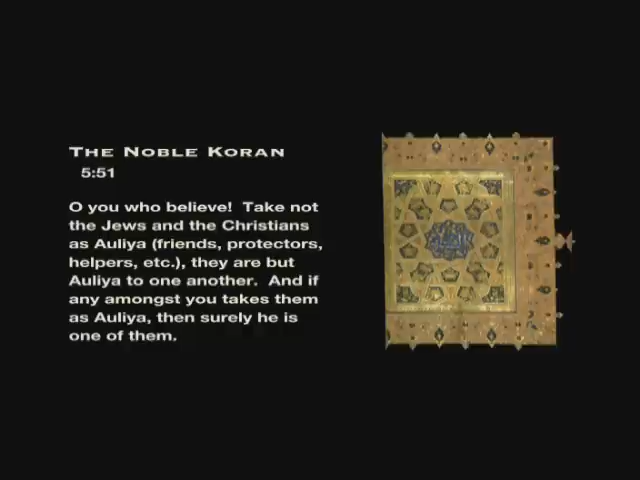 THE NOBLE KORAN
5:51
O you who believe! Take not
the Jews and the Christians
as Auliya (friends, protectors,
helpers, etc.), they are but
Auliya to one another. And if
any amongst you takes them
as Auliya, then surely he is
one of them.